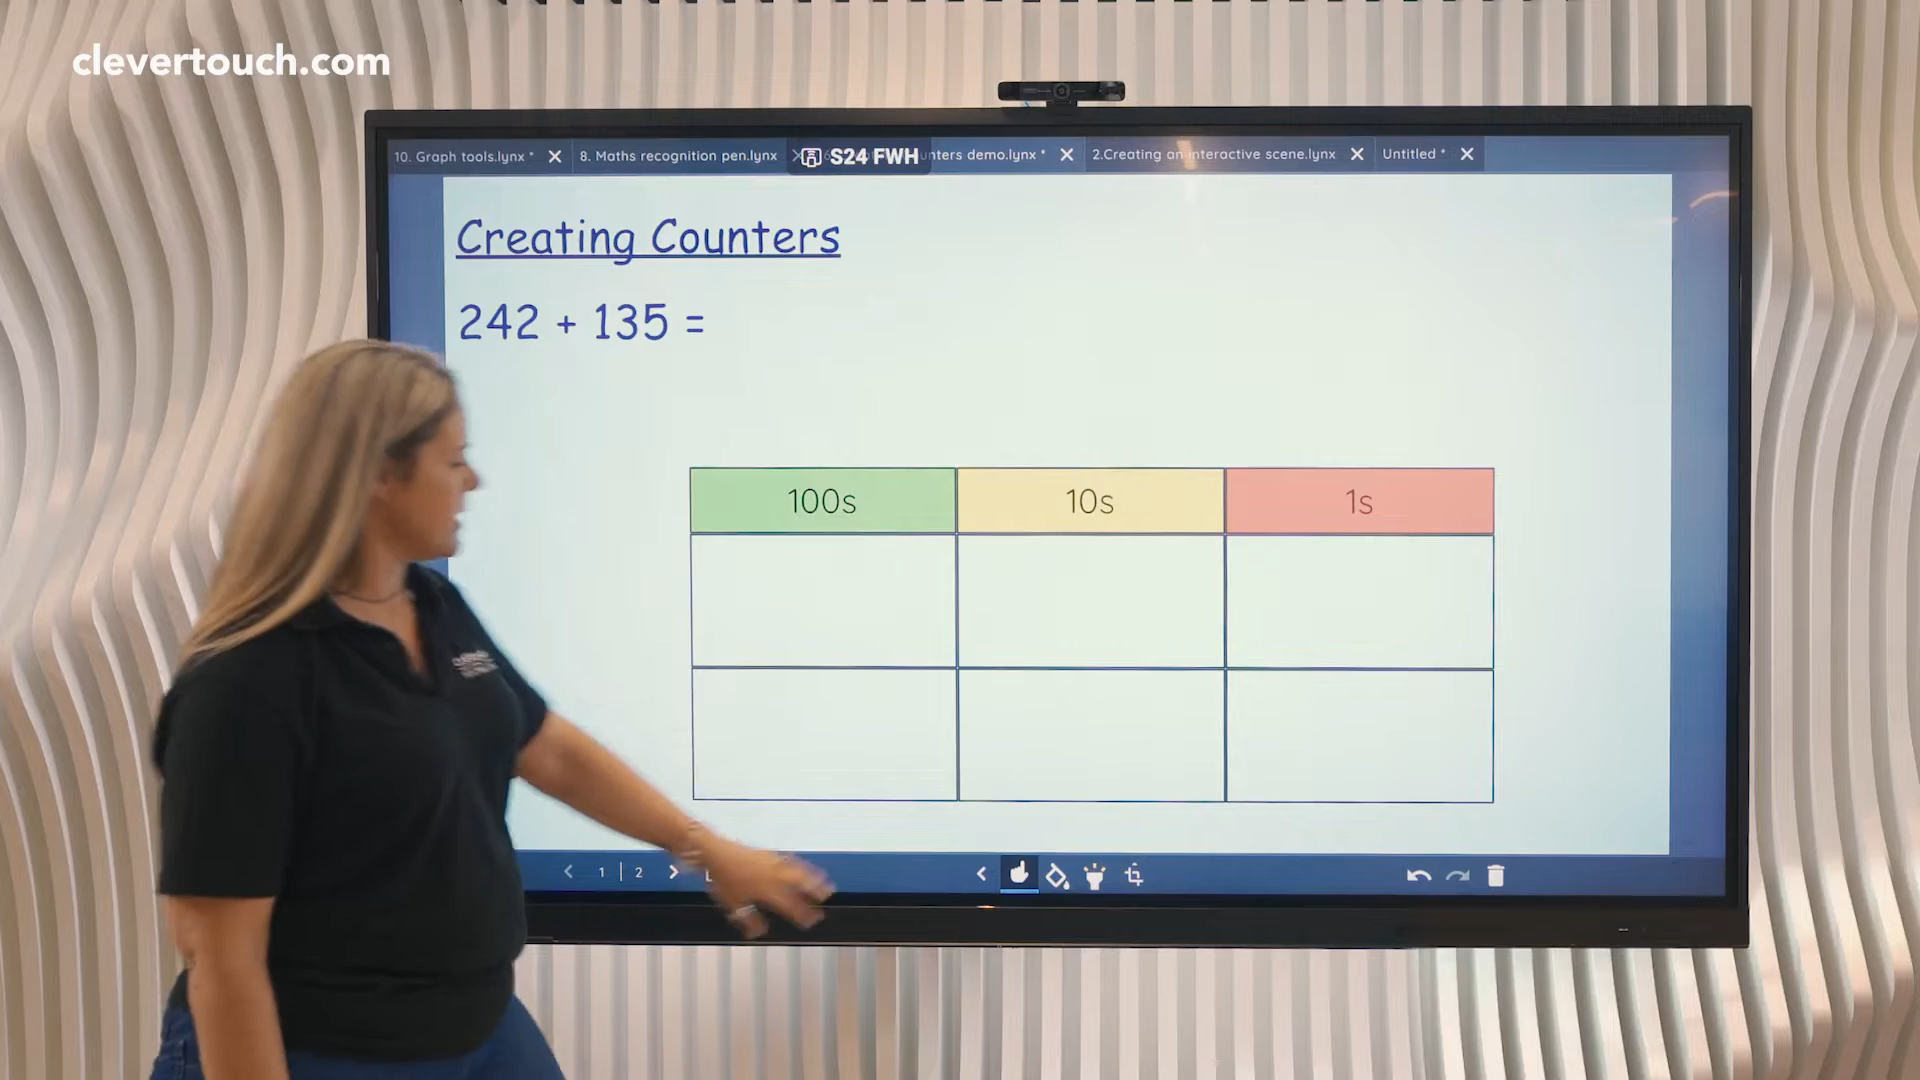 clevertouch.com
10. Graph tools.lynx *
8. Maths recognition pen.lynx
S24 FWH
demo.lynx *
2.Creating an interactive scene.lynx
Untitled *
Creating Counters
242 + 135 =
100s 10s 1s
1 | 2